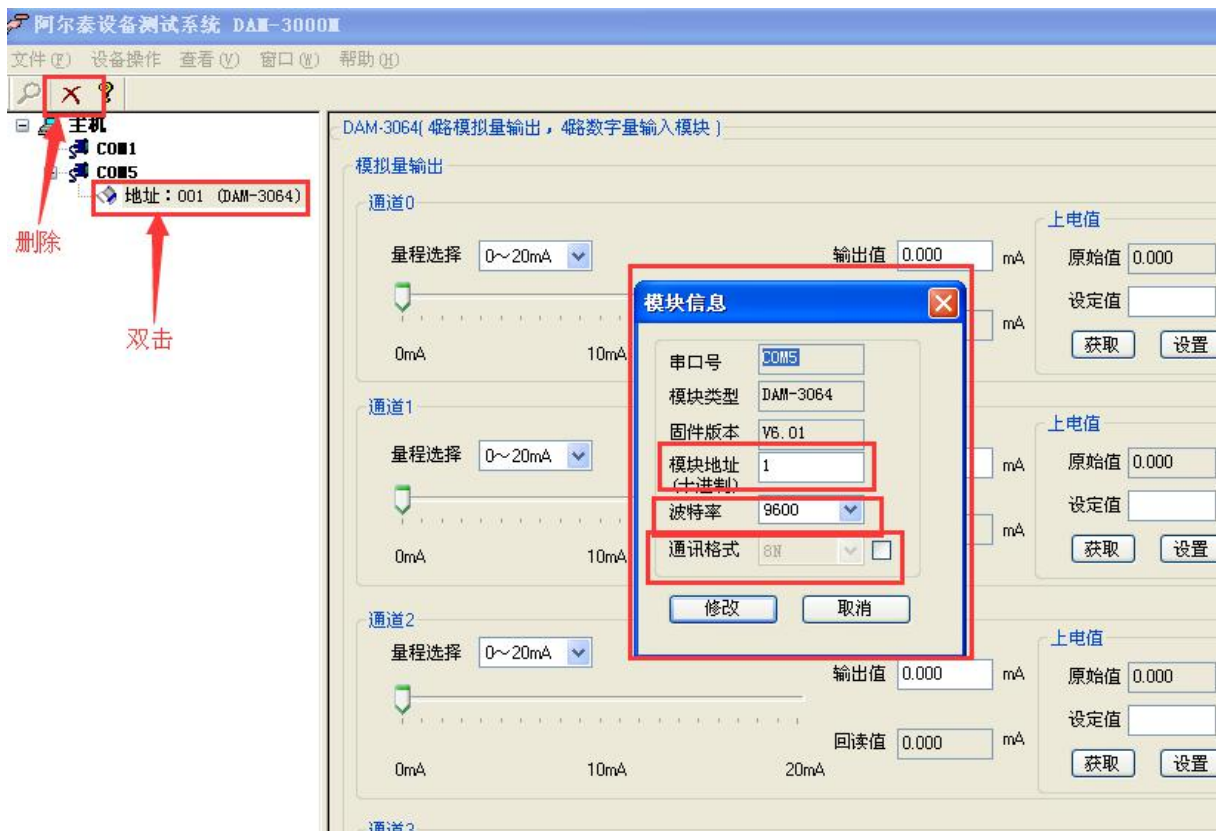 阿尔泰设备测试系统 DAM-3000M
文件(F) 设备操作 查看(V) 窗口(W) 帮助(H)
主机
COM1
COM5
地址：001 (DAM-3064)
删除
双击
DAM-3064( 4路模拟量输出，4路数字量输入模块 )
模拟量输出
通道0
量程选择 0～20mA
输出值 0.000 mA
mA
0mA 10mA
上电值
原始值 0.000
设定值
获取 设置
模块信息
串口号 COM5
模块类型 DAM-3064
固件版本 V6.01
模块地址 1
(十进制)
波特率 9600
通讯格式 8N
修改 取消
通道1
量程选择 0～20mA
mA
mA
0mA 10mA
上电值
原始值 0.000
设定值
获取 设置
通道2
量程选择 0～20mA
输出值 0.000 mA
回读值 0.000 mA
0mA 10mA 20mA
上电值
原始值 0.000
设定值
获取 设置
通道3